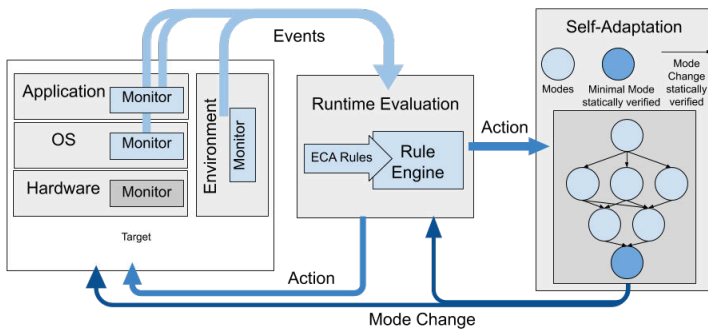 Events
Application
Monitor
OS
Monitor
Hardware
Monitor
Environment
Monitor
Target
Runtime Evaluation
ECA Rules
Rule
Engine
Action
Action
Mode Change
Self-Adaptation
Modes
Minimal Mode
statically verified
Mode
Change
statically
verified